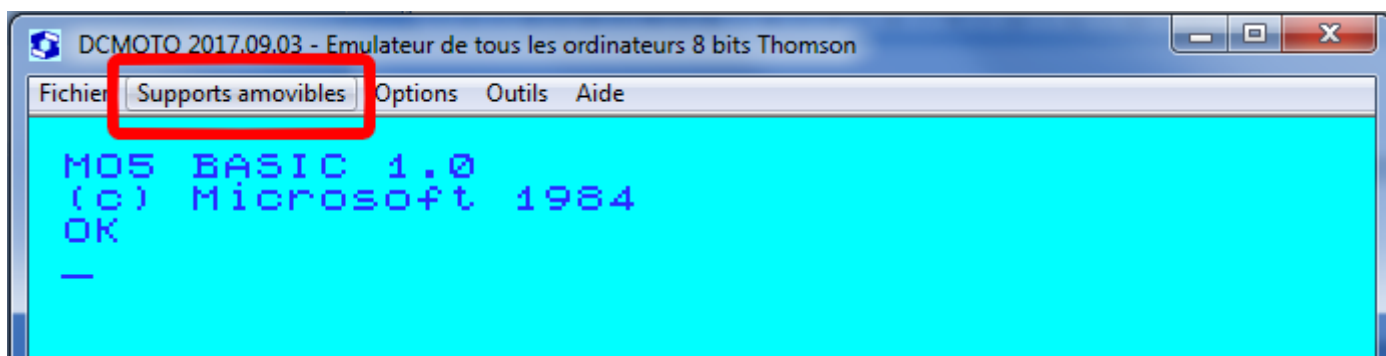 DCMOTO 2017.09.03 - Emulateur de tous les ordinateurs 8 bits Thomson
Fichier Supports amovibles Options Outils Aide
MO5 BASIC 1.0
(c) Microsoft 1984
OK